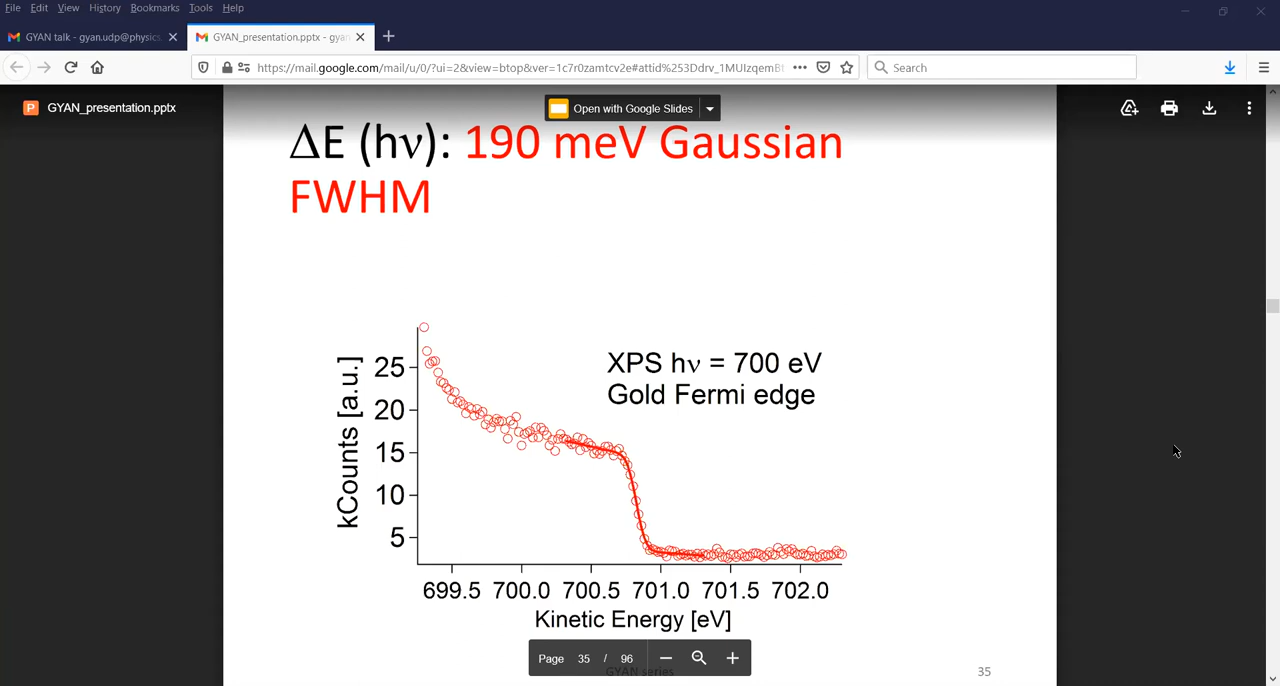 File Edit View History Bookmarks Tools Help
GYAN talk - gyan.udp@physics.
GYAN_presentation.pptx - gyan
https://mail.google.com/mail/u/0/?ui=2&view=btop&ver=1c7r0zamtcv2e#attid%253Ddrv_1MUIzqemB
Search
P GYAN_presentation.pptx
Open with Google Slides
ΔE (hν): 190 meV Gaussian
FWHM
XPS hν = 700 eV
Gold Fermi edge
kCounts [a.u.]
25
20
15
10
5
699.5 700.0 700.5 701.0 701.5 702.0
Kinetic Energy [eV]
Page 35 / 96
GYAN series
35